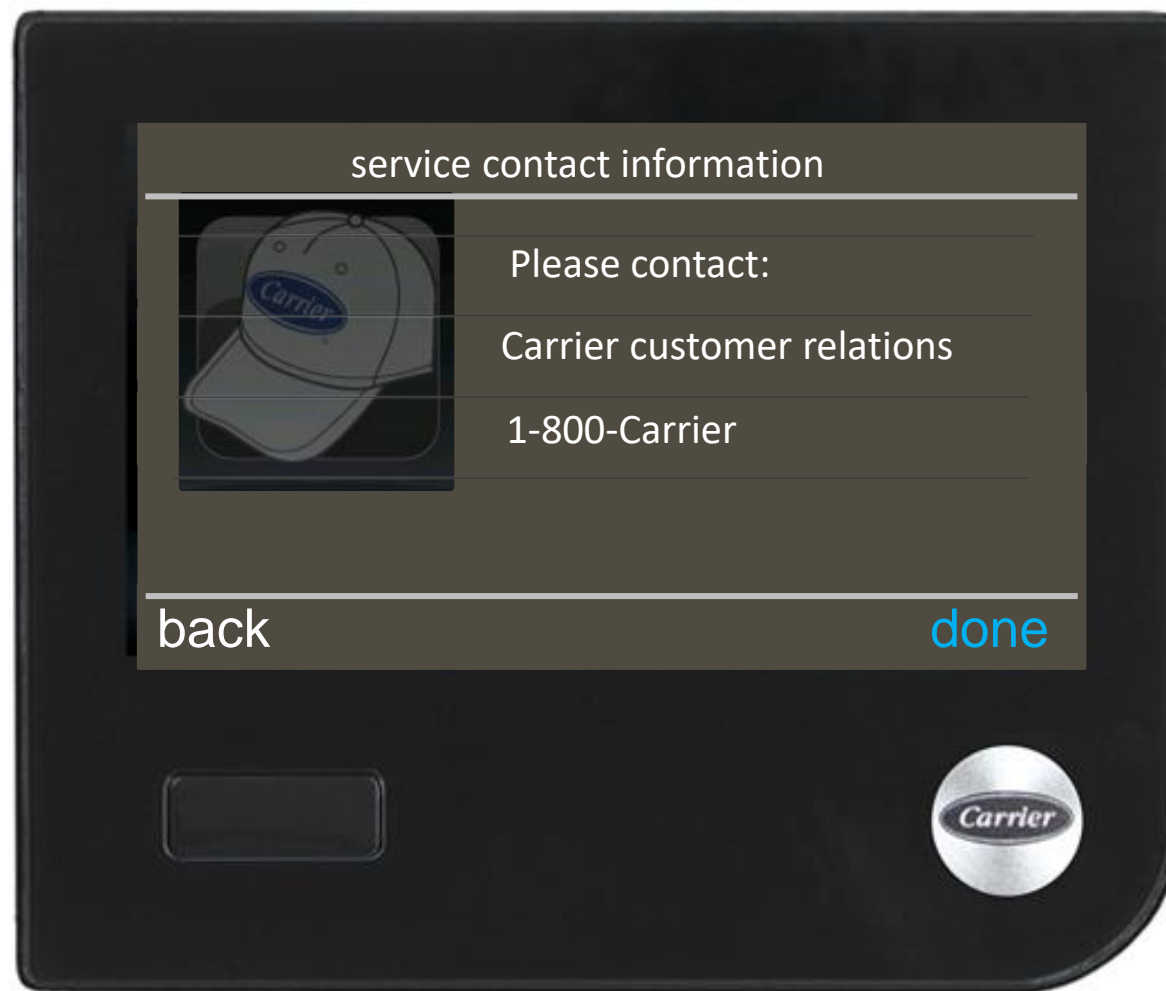 service contact information
Carrier
Please contact:
Carrier customer relations
1-800-Carrier
back
done
Carrier